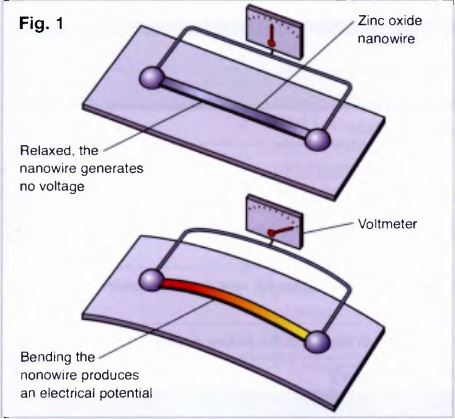 Fig. 1
Zinc oxide
nanowire
Relaxed, the
nanowire generates
no voltage
Voltmeter
Bending the
nonowire produces
an electrical potential